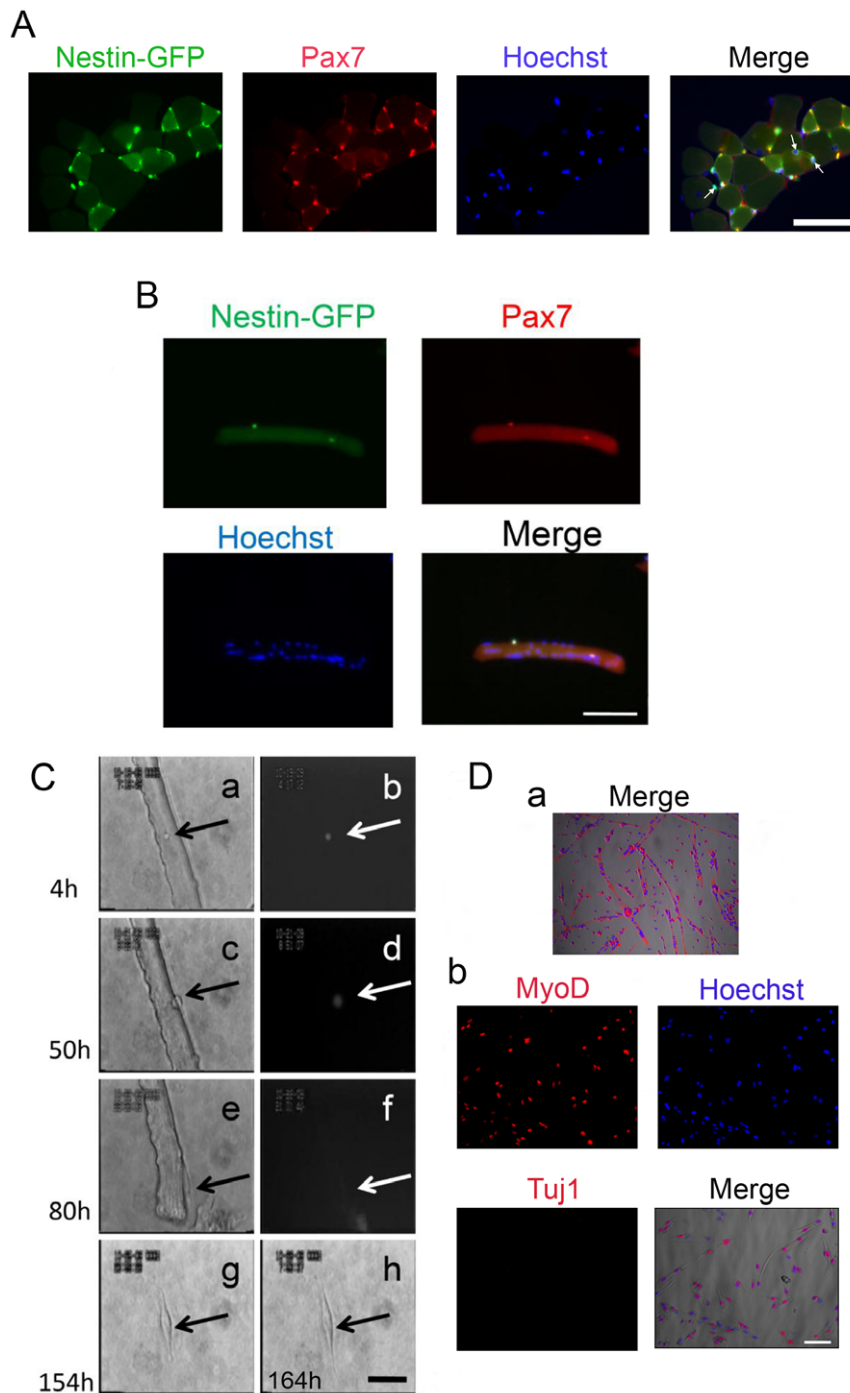 A
Nestin-GFP Pax7 Hoechst Merge
B
Nestin-GFP Pax7
Hoechst Merge
C
a b
4h
c d
50h
e f
80h
g h
154h 164h
D
a Merge
b
MyoD Hoechst
Tuj1 Merge